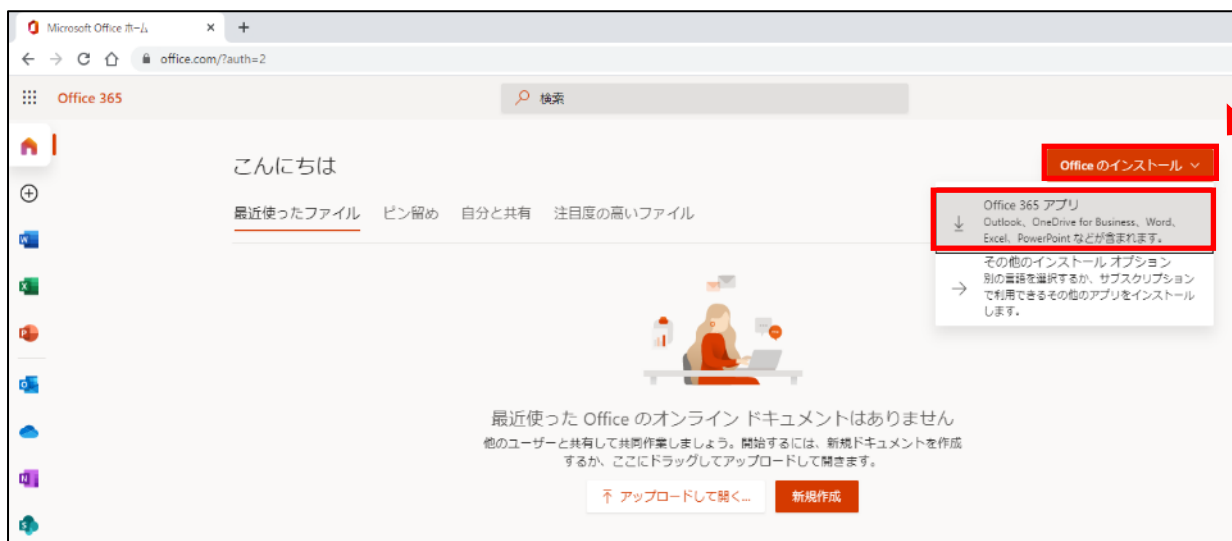 Microsoft Office ホーム
office.com/?auth=2
Office 365
検索
こんにちは
Office のインストール
最近使ったファイル ピン留め 自分と共有 注目度の高いファイル
Office 365 アプリ
Outlook、OneDrive for Business、Word、
Excel、PowerPoint などが含まれます。
その他のインストール オプション
別の言語を選択するか、サブスクリプション
で利用できるその他のアプリをインストール
します。
最近使った Office のオンライン ドキュメントはありません
他のユーザーと共有して共同作業しましょう。開始するには、新規ドキュメントを作成
するか、ここにドラッグしてアップロードして開きます。
アップロードして開く... 新規作成